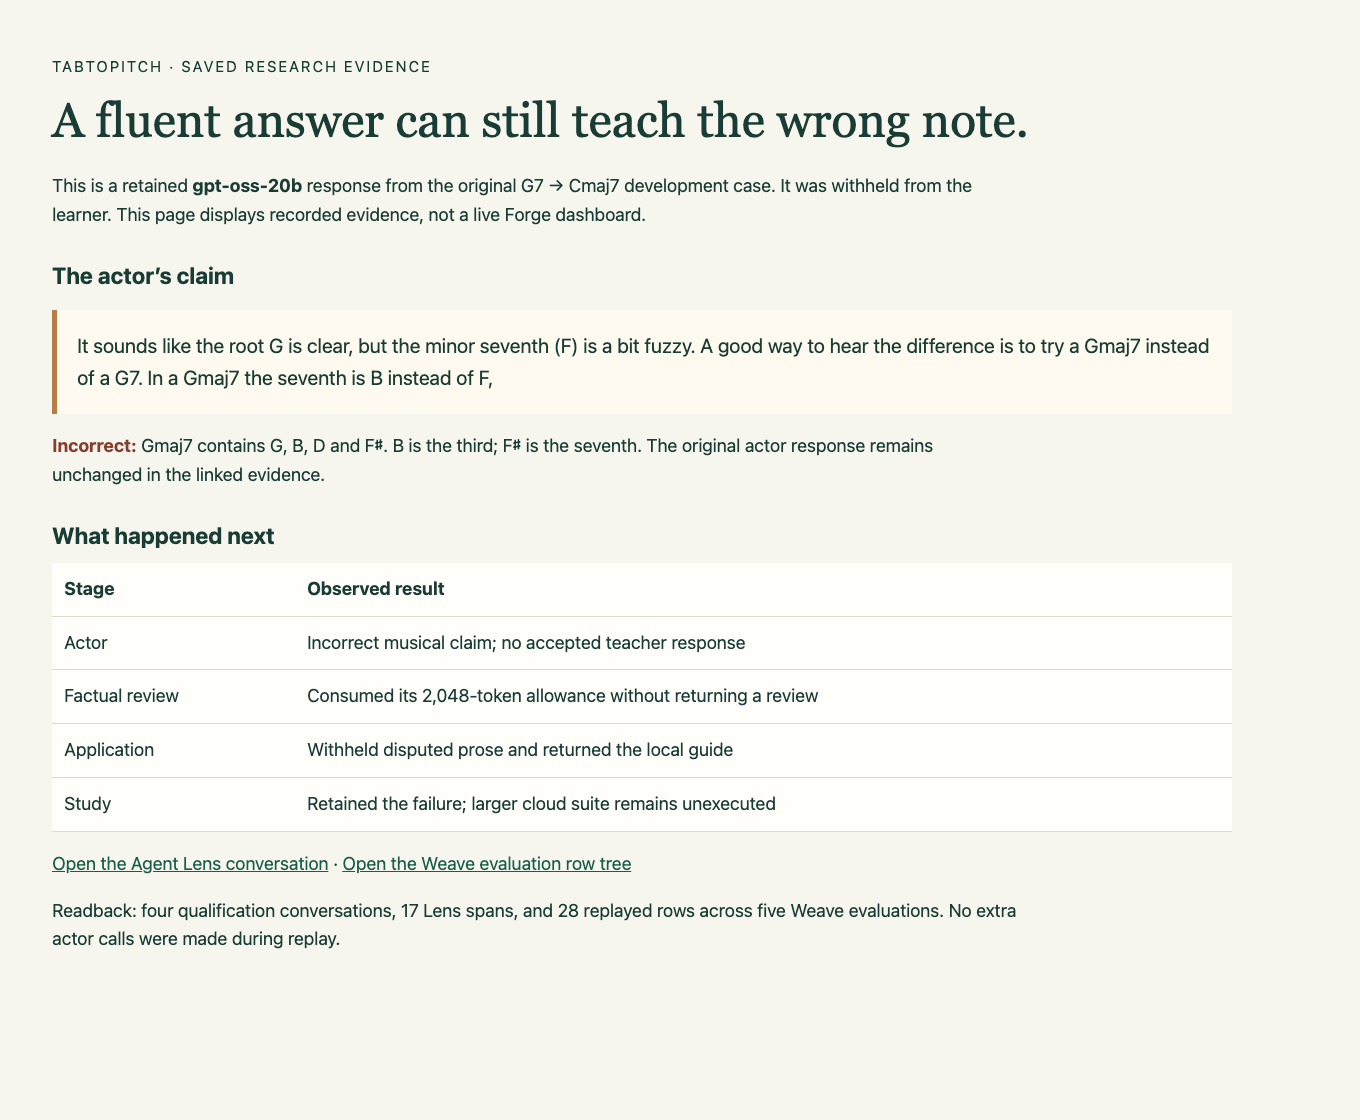 TABTOPITCH · SAVED RESEARCH EVIDENCE
A fluent answer can still teach the wrong note.
This is a retained gpt-oss-20b response from the original G7 → Cmaj7 development case. It was withheld from the
learner. This page displays recorded evidence, not a live Forge dashboard.
The actor’s claim
It sounds like the root G is clear, but the minor seventh (F) is a bit fuzzy. A good way to hear the difference is to try a Gmaj7 instead
of a G7. In a Gmaj7 the seventh is B instead of F,
Incorrect: Gmaj7 contains G, B, D and F♯. B is the third; F♯ is the seventh. The original actor response remains
unchanged in the linked evidence.
What happened next
Stage Observed result
Actor Incorrect musical claim; no accepted teacher response
Factual review Consumed its 2,048-token allowance without returning a review
Application Withheld disputed prose and returned the local guide
Study Retained the failure; larger cloud suite remains unexecuted
Open the Agent Lens conversation · Open the Weave evaluation row tree
Readback: four qualification conversations, 17 Lens spans, and 28 replayed rows across five Weave evaluations. No extra
actor calls were made during replay.